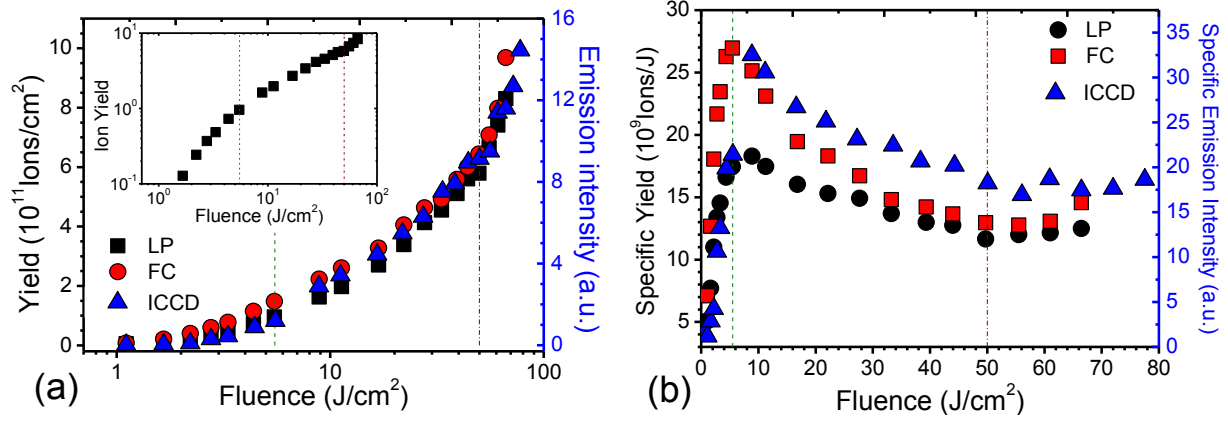 Yield (10¹¹Ions/cm²)
10
8
6
4
2
0
Ion Yield
10¹
10⁰
10⁻¹
10⁰
10¹
10²
Fluence (J/cm²)
LP
FC
ICCD
1
10
100
Fluence (J/cm²)
(a)
16
12
8
4
0
Emission intensity (a.u.)
Specific Yield (10⁹Ions/J)
30
25
20
15
10
5
LP
FC
ICCD
0
10
20
30
40
50
60
70
80
Fluence (J/cm²)
(b)
35
30
25
20
15
10
5
0
Specific Emission Intensity (a.u.)